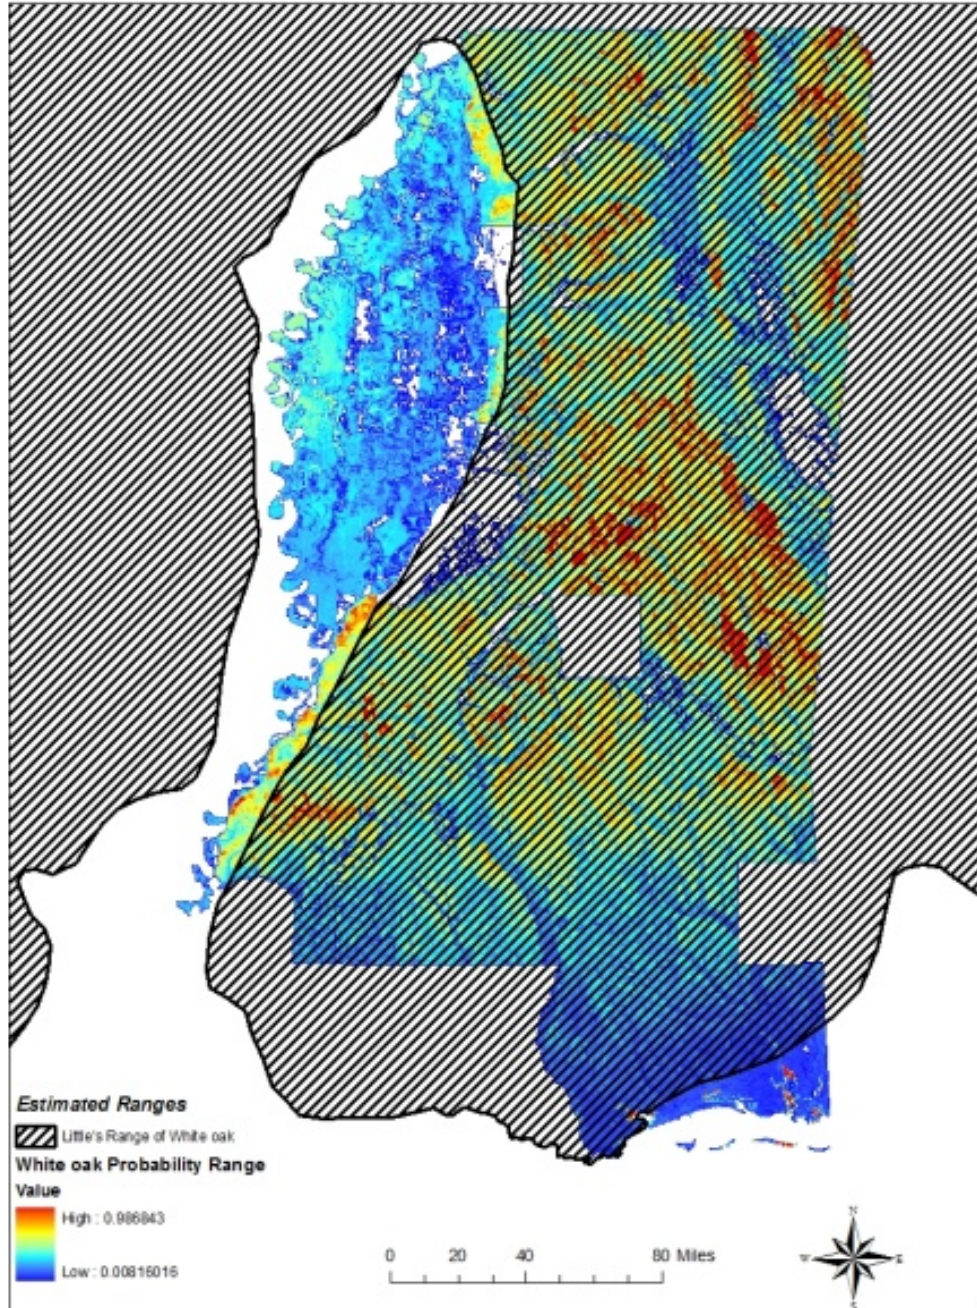 Estimated Ranges
Little's Range of White oak
White oak Probability Range
Value
High : 0.986843
Low : 0.00816016
0 20 40 80 Miles
N
W E
S